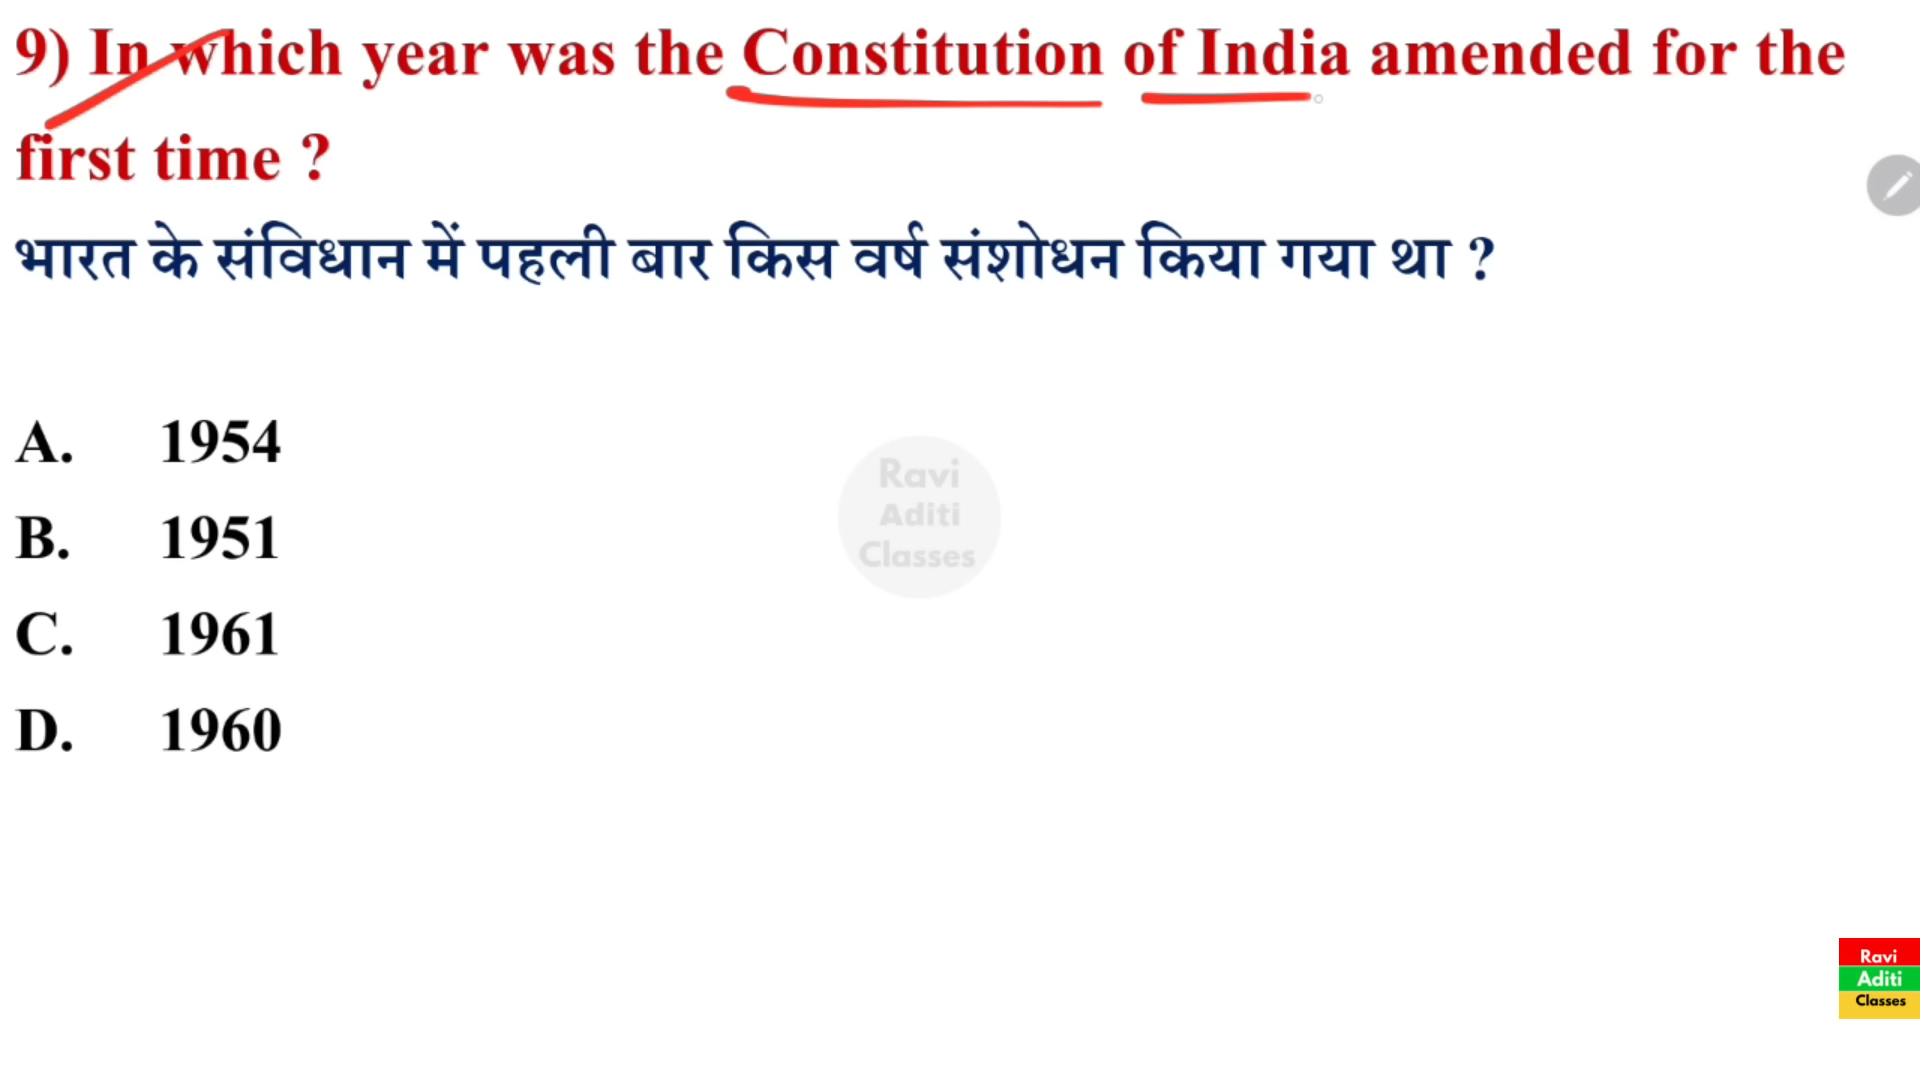 9) In which year was the Constitution of India amended for the
first time ?
भारत के संविधान में पहली बार किस वर्ष संशोधन किया गया था ?
A. 1954
B. 1951
C. 1961
D. 1960
Ravi
Aditi
Classes
Ravi
Aditi
Classes